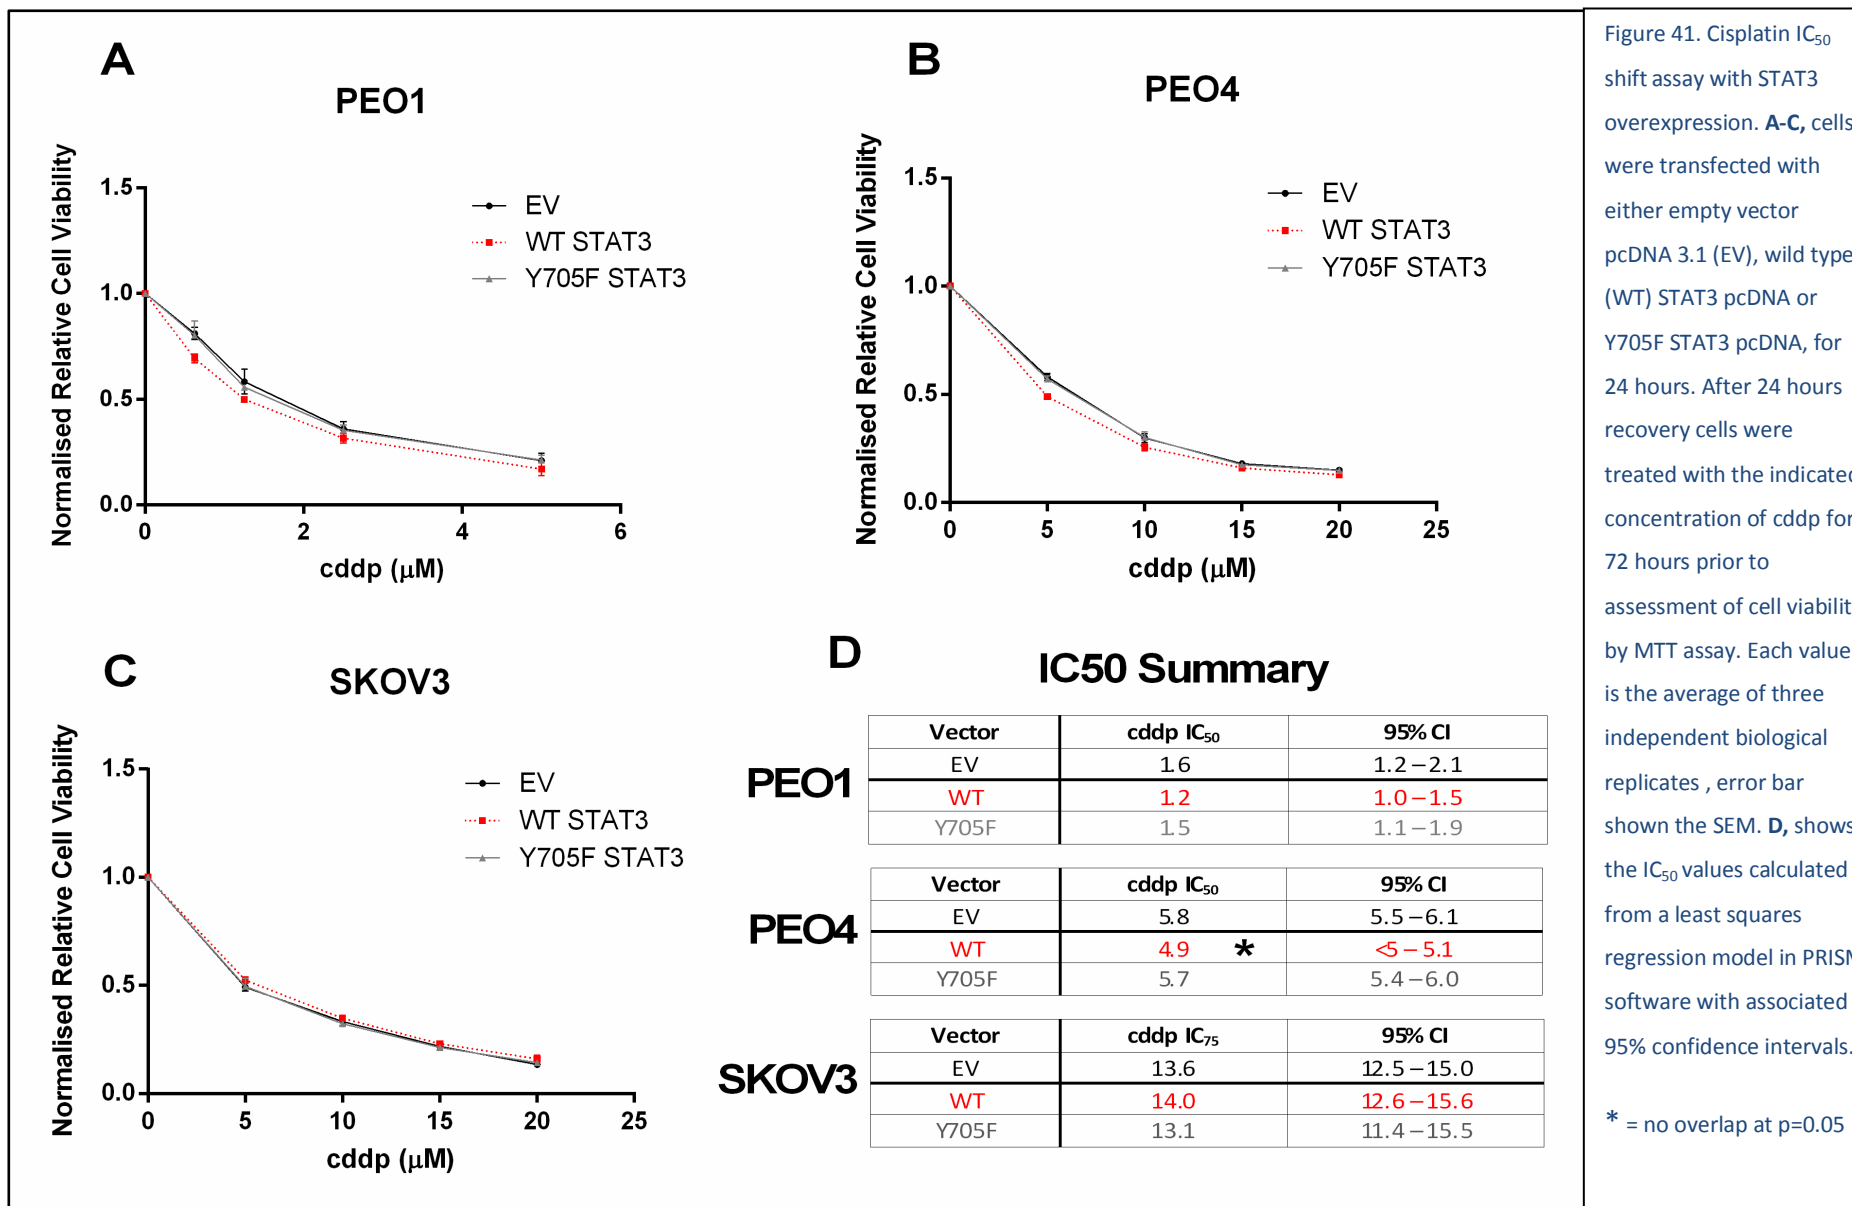 A
PEO1
Normalised Relative Cell Viability
1.5
1.0
0.5
0.0
0 2 4 6
cddp (μM)
EV
WT STAT3
Y705F STAT3
B
PEO4
Normalised Relative Cell Viability
1.5
1.0
0.5
0.0
0 5 10 15 20 25
cddp (μM)
EV
WT STAT3
Y705F STAT3
C
SKOV3
Normalised Relative Cell Viability
1.5
1.0
0.5
0.0
0 5 10 15 20 25
cddp (μM)
EV
WT STAT3
Y705F STAT3
D
IC50 Summary
PEO1
Vector cddp IC₅₀ 95% CI
EV 1.6 1.2 – 2.1
WT 1.2 1.0 – 1.5
Y705F 1.5 1.1 – 1.9
PEO4
Vector cddp IC₅₀ 95% CI
EV 5.8 5.5 – 6.1
WT 4.9 * <5 – 5.1
Y705F 5.7 5.4 – 6.0
SKOV3
Vector cddp IC₇₅ 95% CI
EV 13.6 12.5 – 15.0
WT 14.0 12.6 – 15.6
Y705F 13.1 11.4 – 15.5
Figure 41. Cisplatin IC₅₀
shift assay with STAT3
overexpression. A-C, cells
were transfected with
either empty vector
pcDNA 3.1 (EV), wild type
(WT) STAT3 pcDNA or
Y705F STAT3 pcDNA, for
24 hours. After 24 hours
recovery cells were
treated with the indicated
concentration of cddp for
72 hours prior to
assessment of cell viabilit
by MTT assay. Each value
is the average of three
independent biological
replicates , error bar
shown the SEM. D, shows
the IC₅₀ values calculated
from a least squares
regression model in PRISM
software with associated
95% confidence intervals.
* = no overlap at p=0.05